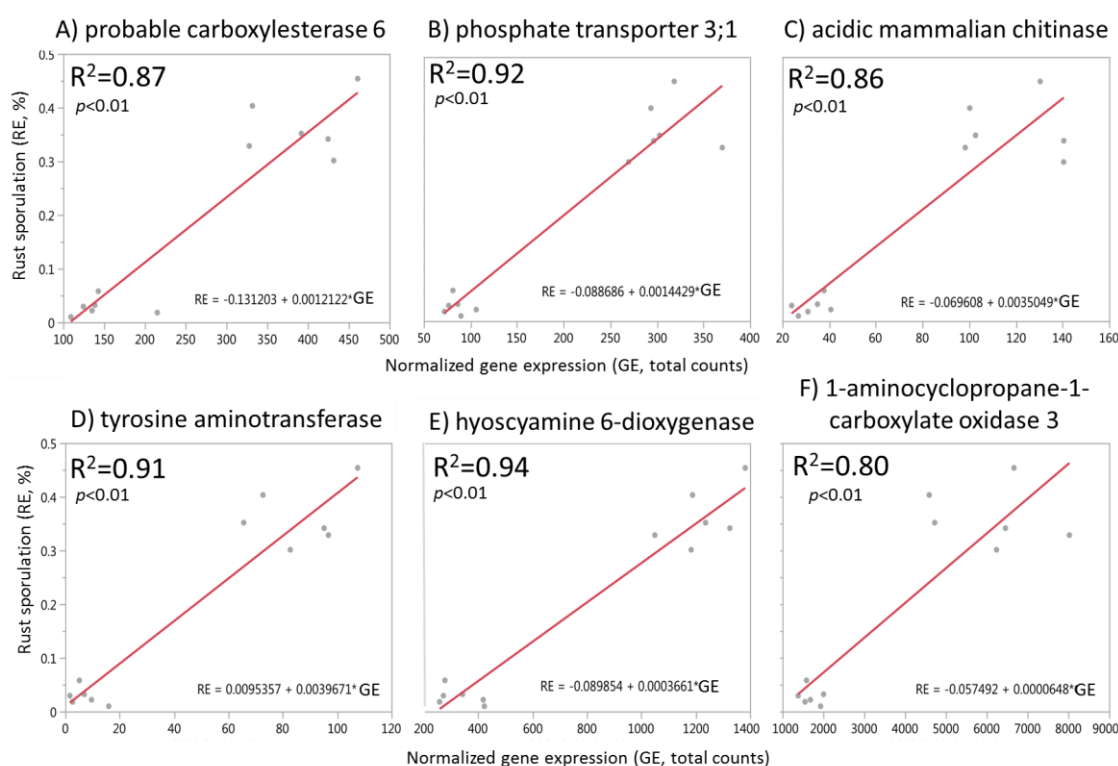 A) probable carboxylesterase 6
B) phosphate transporter 3;1
C) acidic mammalian chitinase
Rust sporulation (RE, %)
R²=0.87
p<0.01
RE = -0.131203 + 0.0012122*GE
0.5
0.4
0.3
0.2
0.1
0
100 150 200 250 300 350 400 450 500
R²=0.92
p<0.01
RE = -0.088686 + 0.0014429*GE
50 100 150 200 250 300 350 400
R²=0.86
p<0.01
RE = -0.069608 + 0.0035049*GE
20 40 60 80 100 120 140 160
Normalized gene expression (GE, total counts)
D) tyrosine aminotransferase
E) hyoscyamine 6-dioxygenase
F) 1-aminocyclopropane-1-
carboxylate oxidase 3
Rust sporulation (RE, %)
R²=0.91
p<0.01
RE = 0.0095357 + 0.0039671*GE
0.5
0.4
0.3
0.2
0.1
0
0 20 40 60 80 100 120
R²=0.94
p<0.01
RE = -0.089854 + 0.0003661*GE
200 400 600 800 1000 1200 1400
R²=0.80
p<0.01
RE = -0.057492 + 0.0000648*GE
1000 2000 3000 4000 5000 6000 7000 8000 9000
Normalized gene expression (GE, total counts)